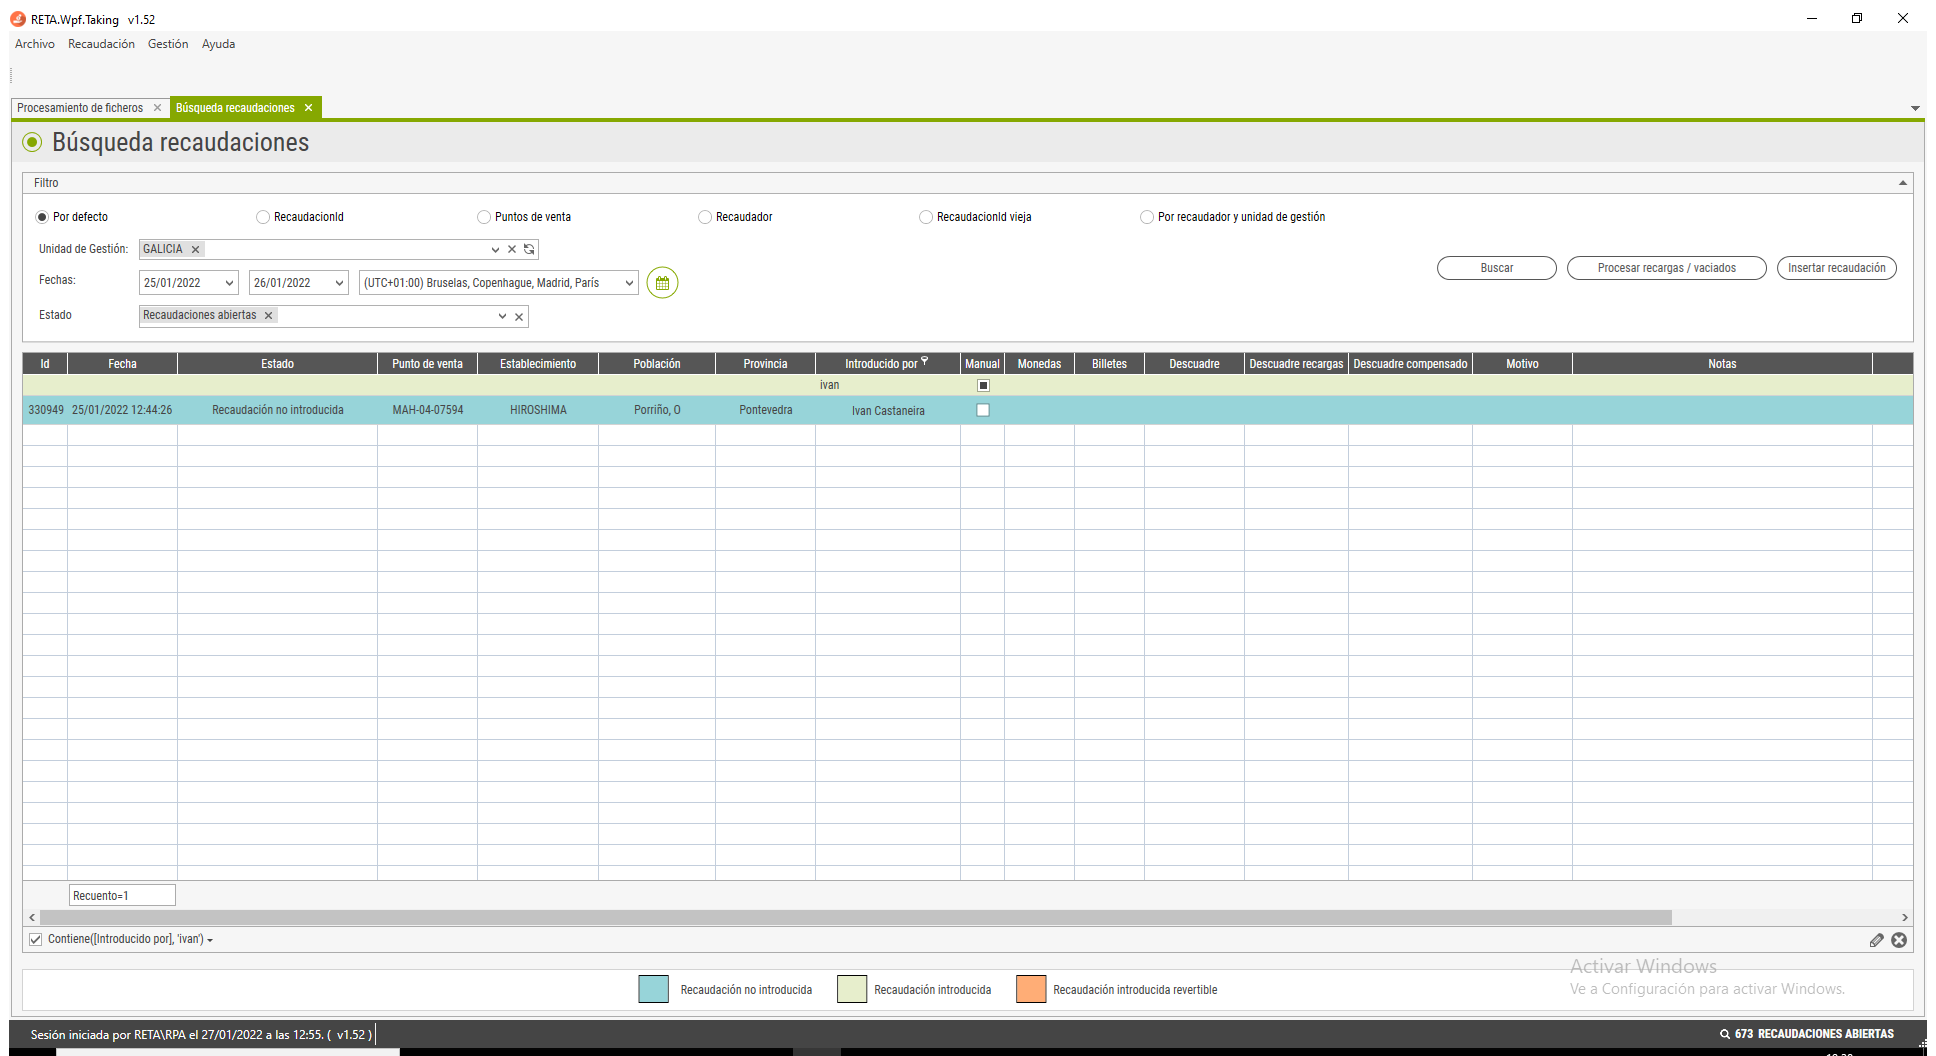 RETA.Wpf.Taking v1.52
Archivo Recaudación Gestión Ayuda
Procesamiento de ficheros Búsqueda recaudaciones
Búsqueda recaudaciones
Filtro
Por defecto RecaudacionId Puntos de venta Recaudador RecaudacionId vieja Por recaudador y unidad de gestión
Unidad de Gestión: GALICIA
Buscar Procesar recargas / vaciados Insertar recaudación
Fechas: 25/01/2022 26/01/2022 (UTC+01:00) Bruselas, Copenhague, Madrid, París
Estado Recaudaciones abiertas
Id Fecha Estado Punto de venta Establecimiento Población Provincia Introducido por Manual Monedas Billetes Descuadre Descuadre recargas Descuadre compensado Motivo Notas
ivan
330949 25/01/2022 12:44:26 Recaudación no introducida MAH-04-07594 HIROSHIMA Porriño, O Pontevedra Ivan Castaneira
Recuento=1
Contiene([Introducido por], 'ivan')
Activar Windows
Ve a Configuración para activar Windows.
Recaudación no introducida Recaudación introducida Recaudación introducida revertible
Sesión iniciada por RETA\RPA el 27/01/2022 a las 12:55. ( v1.52 ) 673 RECAUDACIONES ABIERTAS